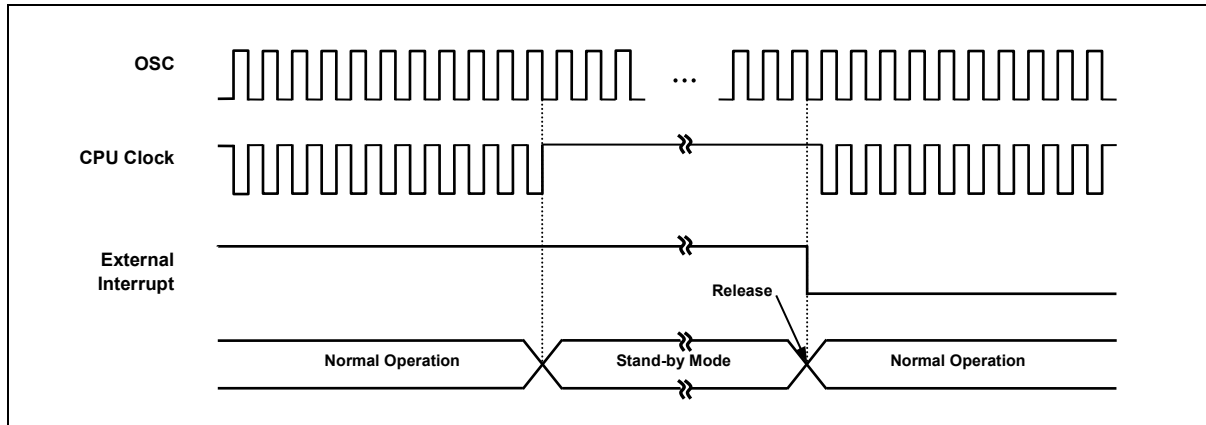 OSC
...
CPU Clock
External
Interrupt
Release
Normal Operation
Stand-by Mode
Normal Operation